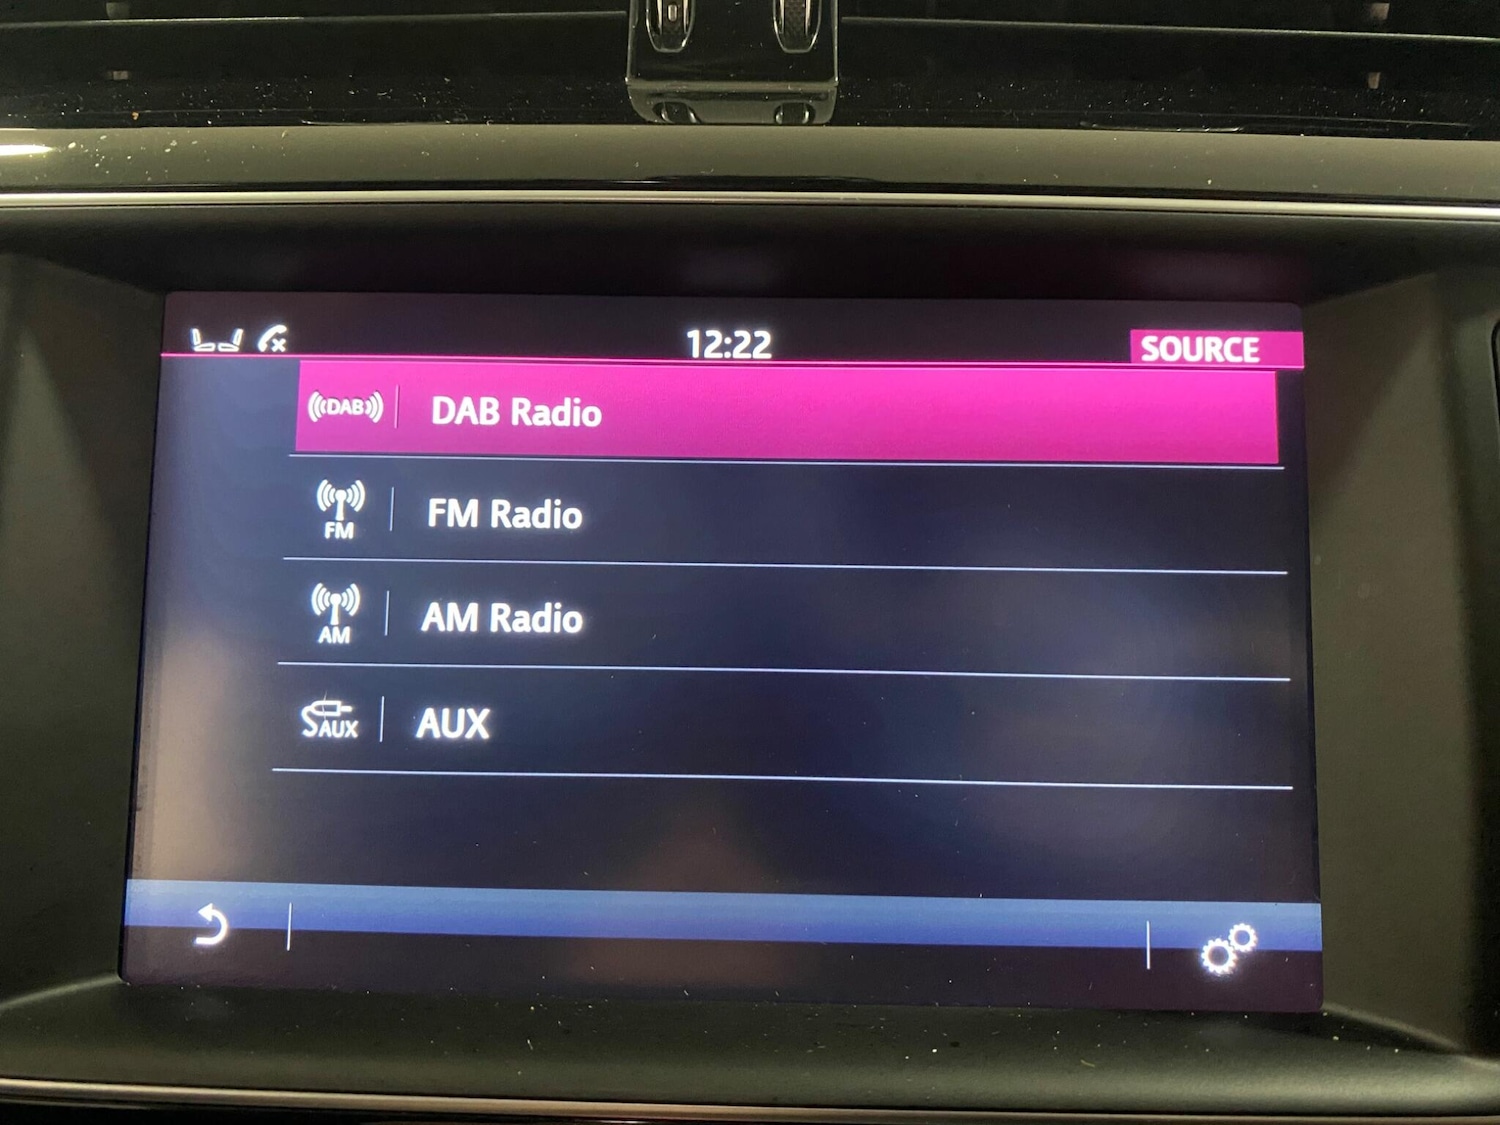 12:22
SOURCE
DAB DAB Radio
FM Radio
FM
AM Radio
AM
AUX AUX